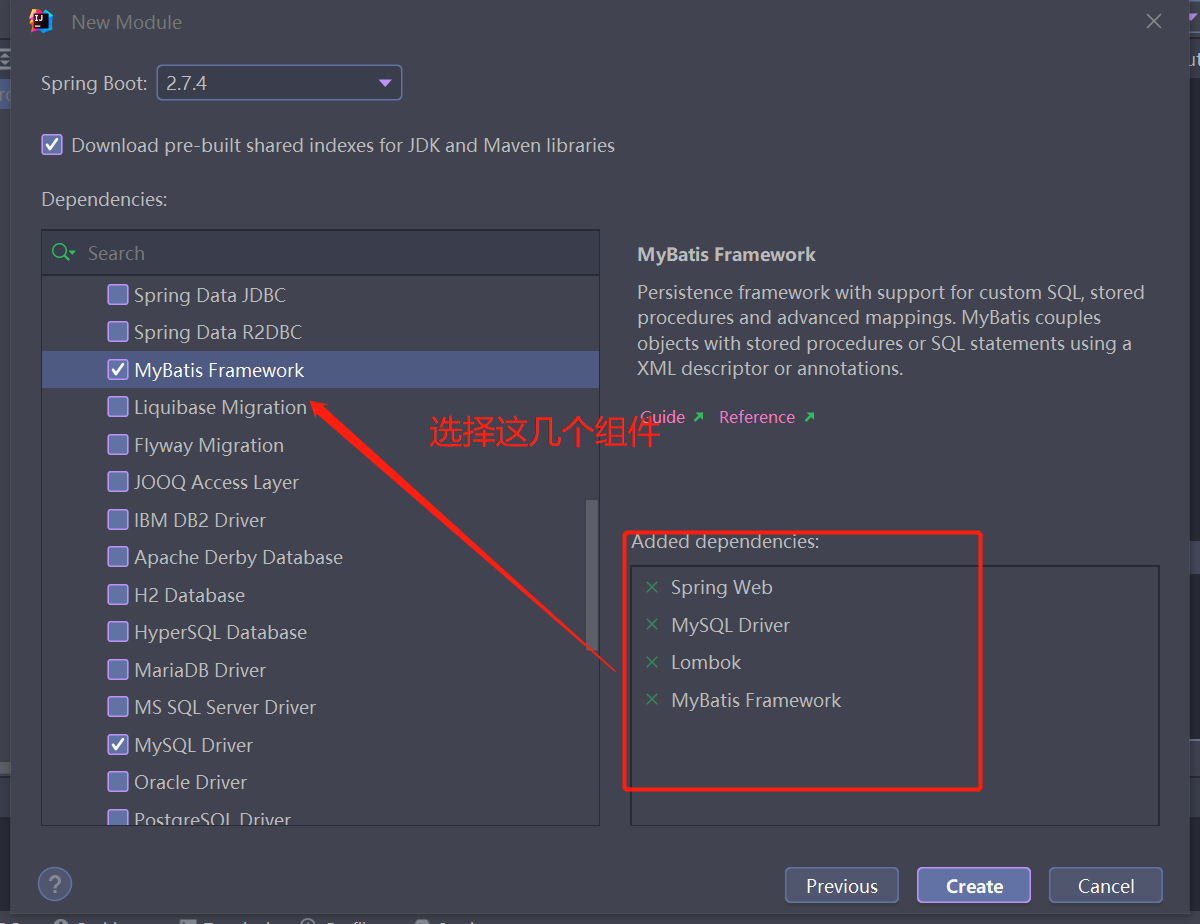 New Module
Spring Boot: 2.7.4
Download pre-built shared indexes for JDK and Maven libraries
Dependencies:
Search
Spring Data JDBC
Spring Data R2DBC
MyBatis Framework
Liquibase Migration
Flyway Migration
JOOQ Access Layer
IBM DB2 Driver
Apache Derby Database
H2 Database
HyperSQL Database
MariaDB Driver
MS SQL Server Driver
MySQL Driver
Oracle Driver
PostgreSQL Driver
MyBatis Framework
Persistence framework with support for custom SQL, stored
procedures and advanced mappings. MyBatis couples
objects with stored procedures or SQL statements using a
XML descriptor or annotations.
Guide Reference
选择这几个组件
Added dependencies:
Spring Web
MySQL Driver
Lombok
MyBatis Framework
? Previous Create Cancel